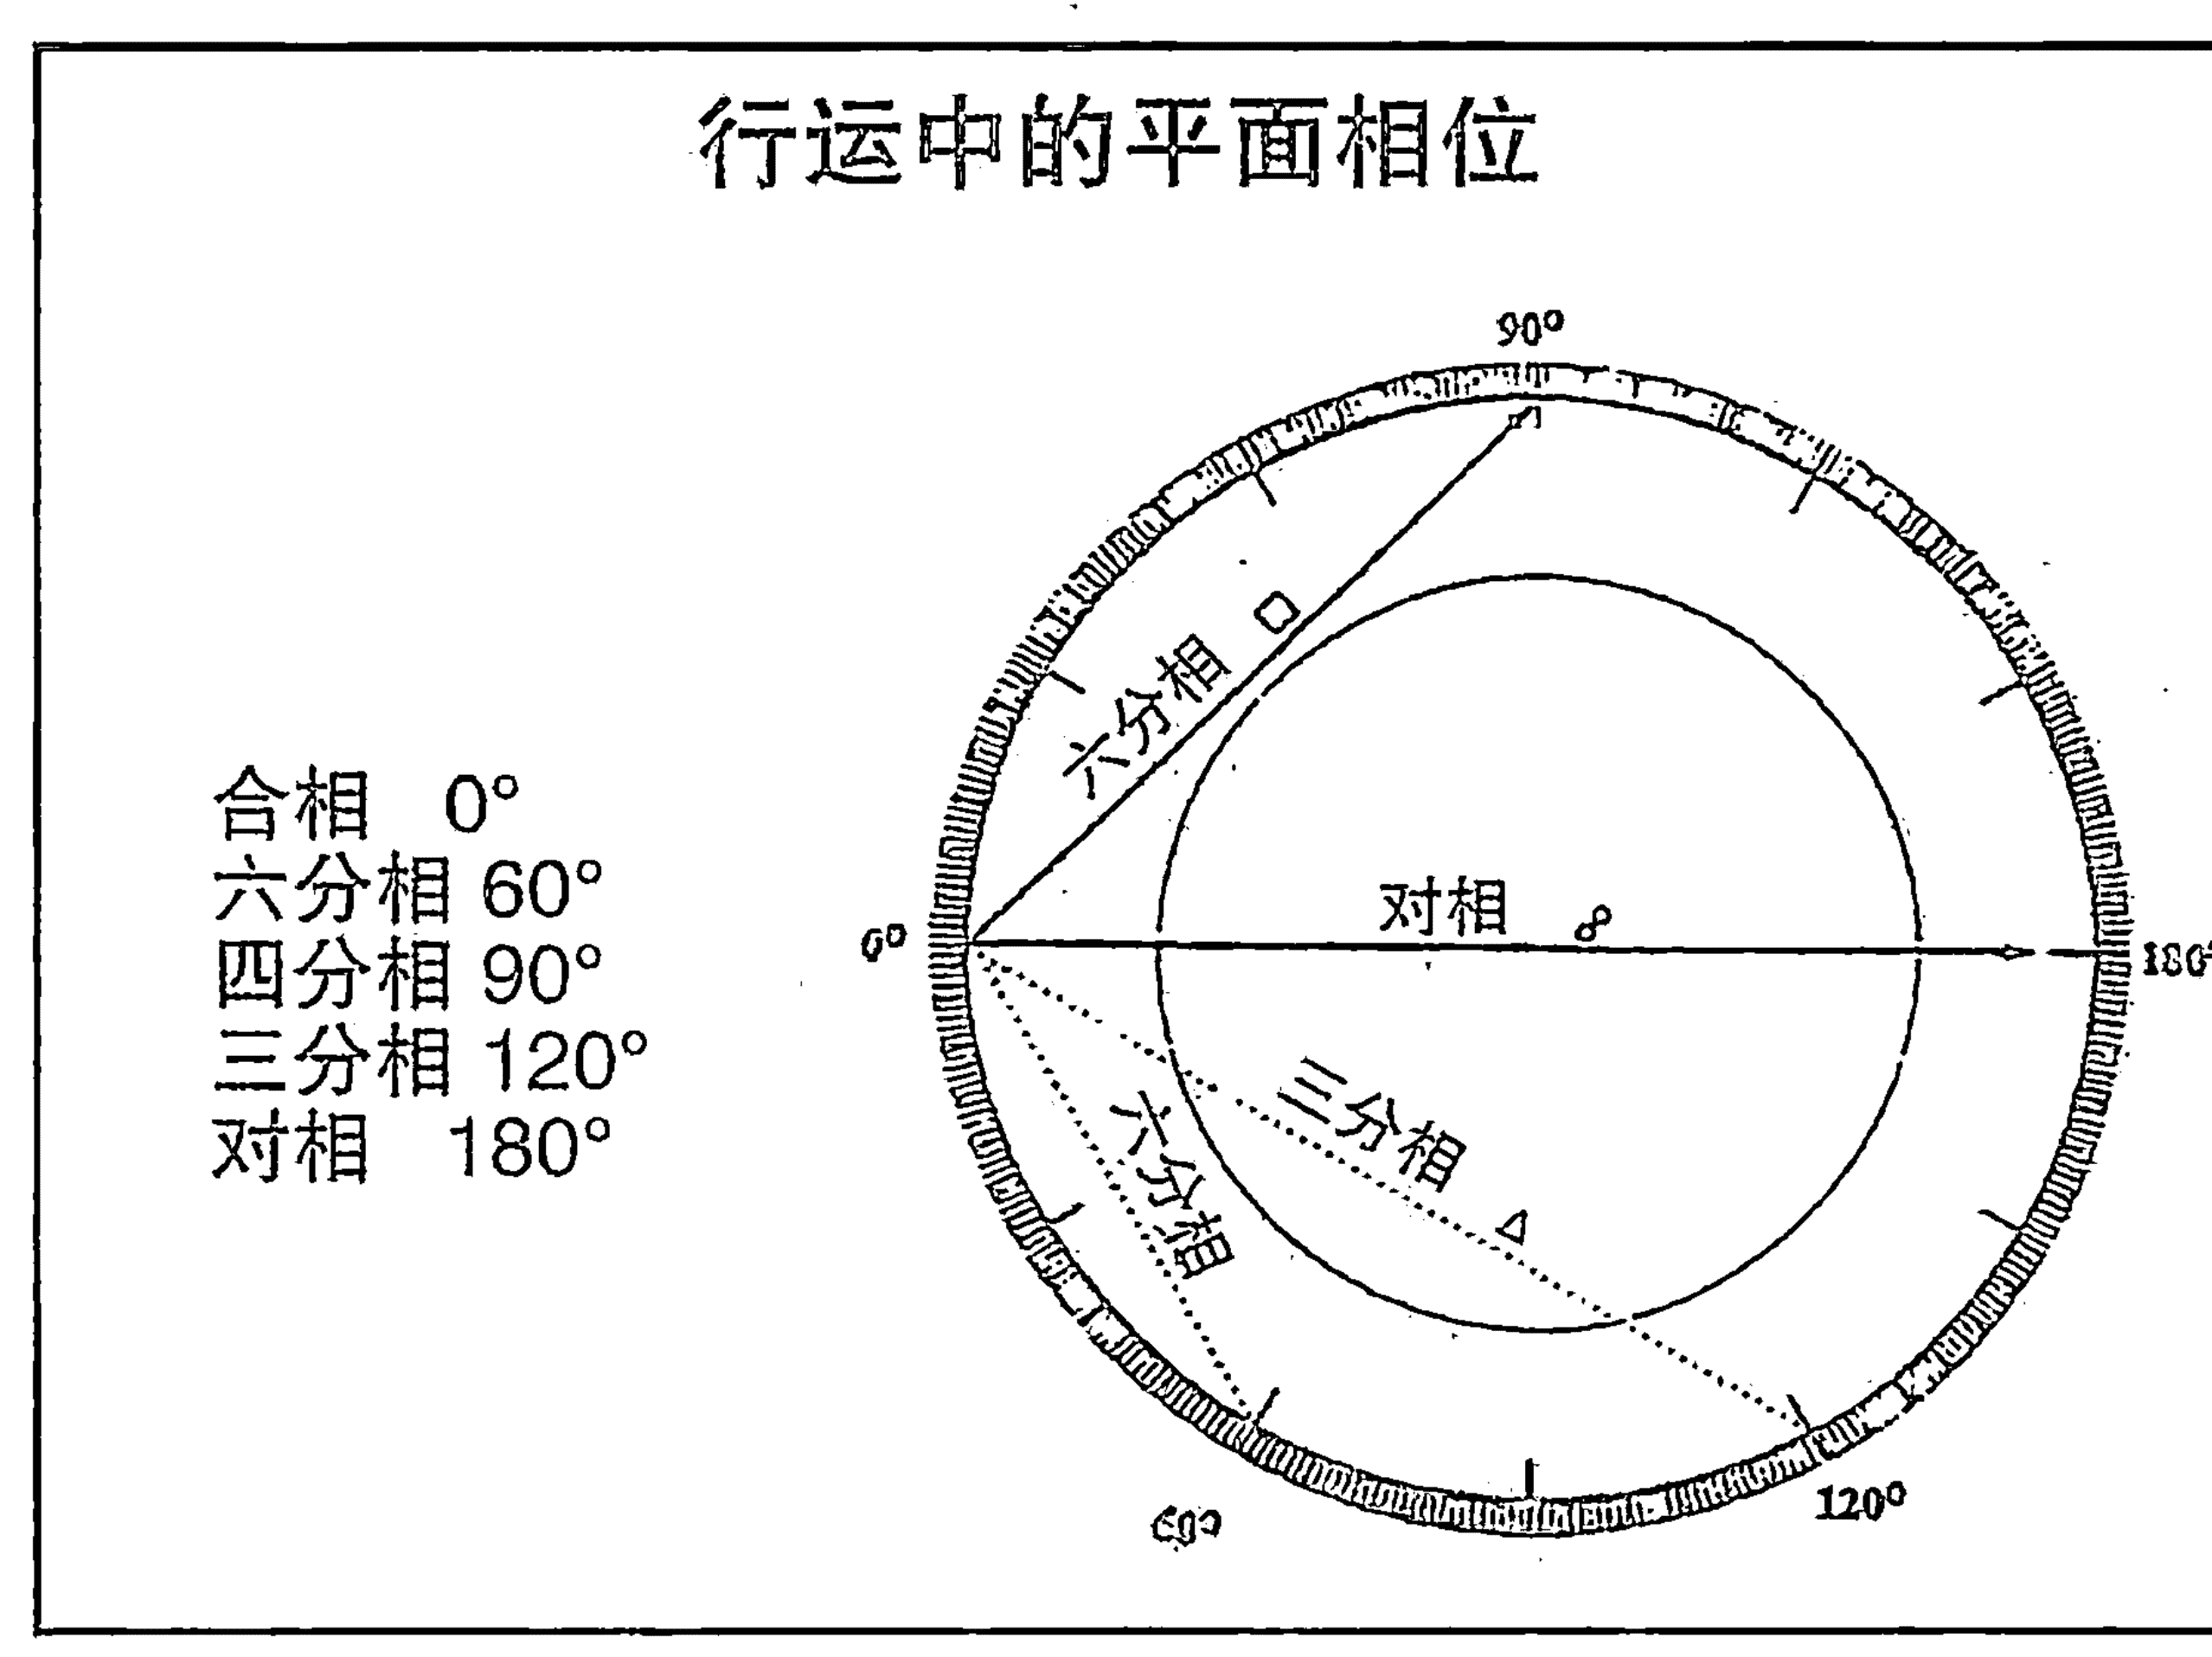 行运中的平面相位
90°
六分相 □
合相 0°
六分相 60°
四分相 90°
三分相 120°
对相 180°
0°
对相 ☍
180°
三分相 △
六分相
60°
120°